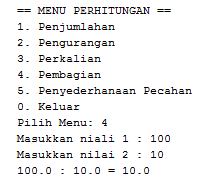 == MENU PERHITUNGAN ==
1. Penjumlahan
2. Pengurangan
3. Perkalian
4. Pembagian
5. Penyederhanaan Pecahan
0. Keluar
Pilih Menu: 4
Masukkan niali 1 : 100
Masukkan nilai 2 : 10
100.0 : 10.0 = 10.0